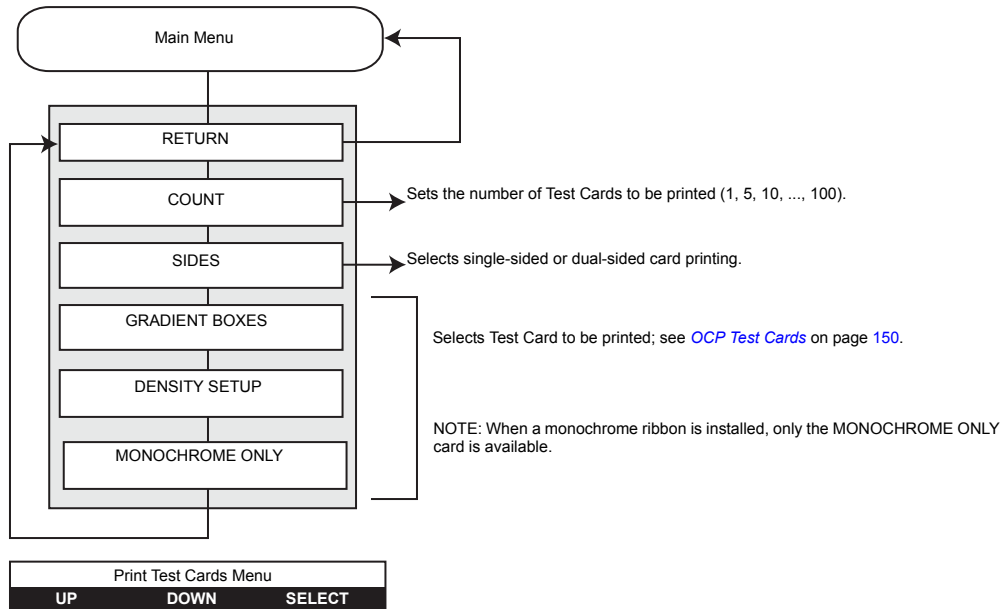 Main Menu
RETURN
COUNT
Sets the number of Test Cards to be printed (1, 5, 10, ..., 100).
SIDES
Selects single-sided or dual-sided card printing.
GRADIENT BOXES
Selects Test Card to be printed; see OCP Test Cards on page 150.
DENSITY SETUP
NOTE: When a monochrome ribbon is installed, only the MONOCHROME ONLY
card is available.
MONOCHROME ONLY
Print Test Cards Menu
UP DOWN SELECT